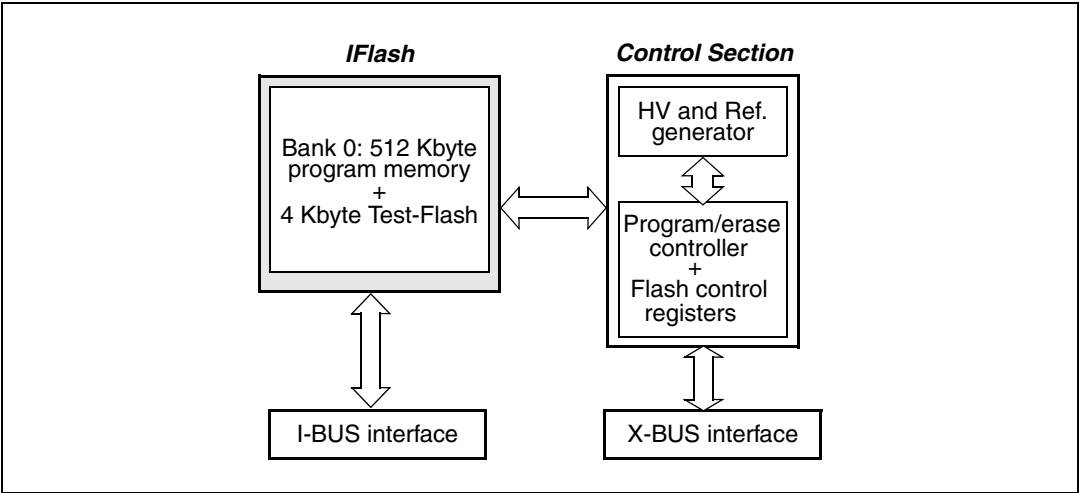 IFlash
Control Section
Bank 0: 512 Kbyte
program memory
+
4 Kbyte Test-Flash
HV and Ref.
generator
Program/erase
controller
+
Flash control
registers
I-BUS interface
X-BUS interface